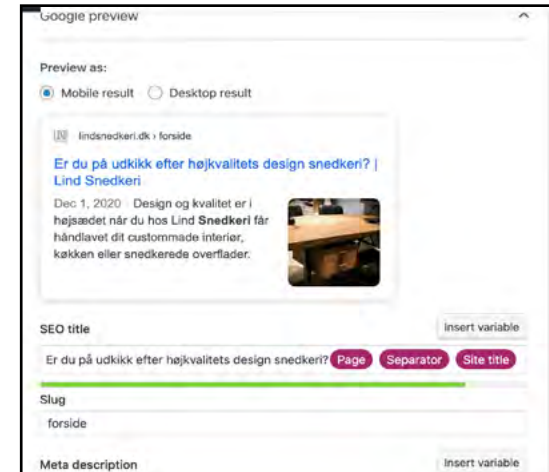 Google preview
Preview as:
Mobile result Desktop result
lindsnedkeri.dk › forside
Er du på udkikk efter højkvalitets design snedkeri? |
Lind Snedkeri
Dec 1, 2020 · Design og kvalitet er i
højsædet når du hos Lind Snedkeri får
håndlavet dit custommade interiør,
køkken eller snedkerede overflader.
SEO title
Insert variable
Er du på udkikk efter højkvalitets design snedkeri? Page Separator Site title
Slug
forside
Meta description
Insert variable